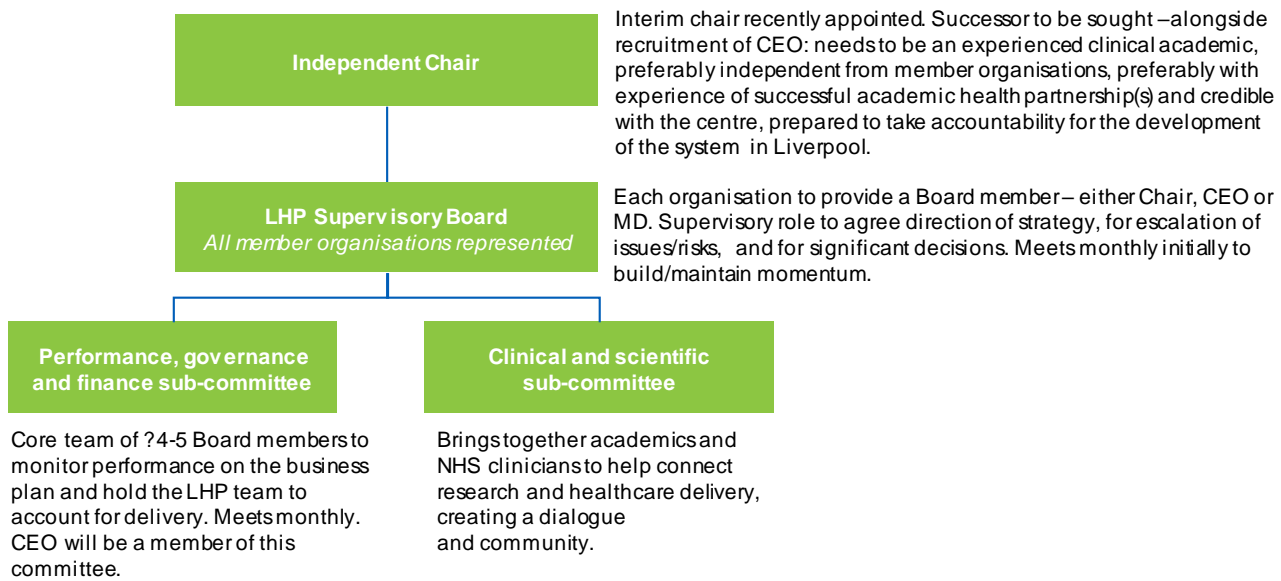 Independent Chair
Interim chair recently appointed. Successor to be sought –alongside
recruitment of CEO: needs to be an experienced clinical academic,
preferably independent from member organisations, preferably with
experience of successful academic health partnership(s) and credible
with the centre, prepared to take accountability for the development
of the system in Liverpool.
LHP Supervisory Board
All member organisations represented
Each organisation to provide a Board member – either Chair, CEO or
MD. Supervisory role to agree direction of strategy, for escalation of
issues/risks, and for significant decisions. Meets monthly initially to
build/maintain momentum.
Performance, governance
and finance sub-committee
Core team of ?4-5 Board members to
monitor performance on the business
plan and hold the LHP team to
account for delivery. Meets monthly.
CEO will be a member of this
committee.
Clinical and scientific
sub-committee
Brings together academics and
NHS clinicians to help connect
research and healthcare delivery,
creating a dialogue
and community.